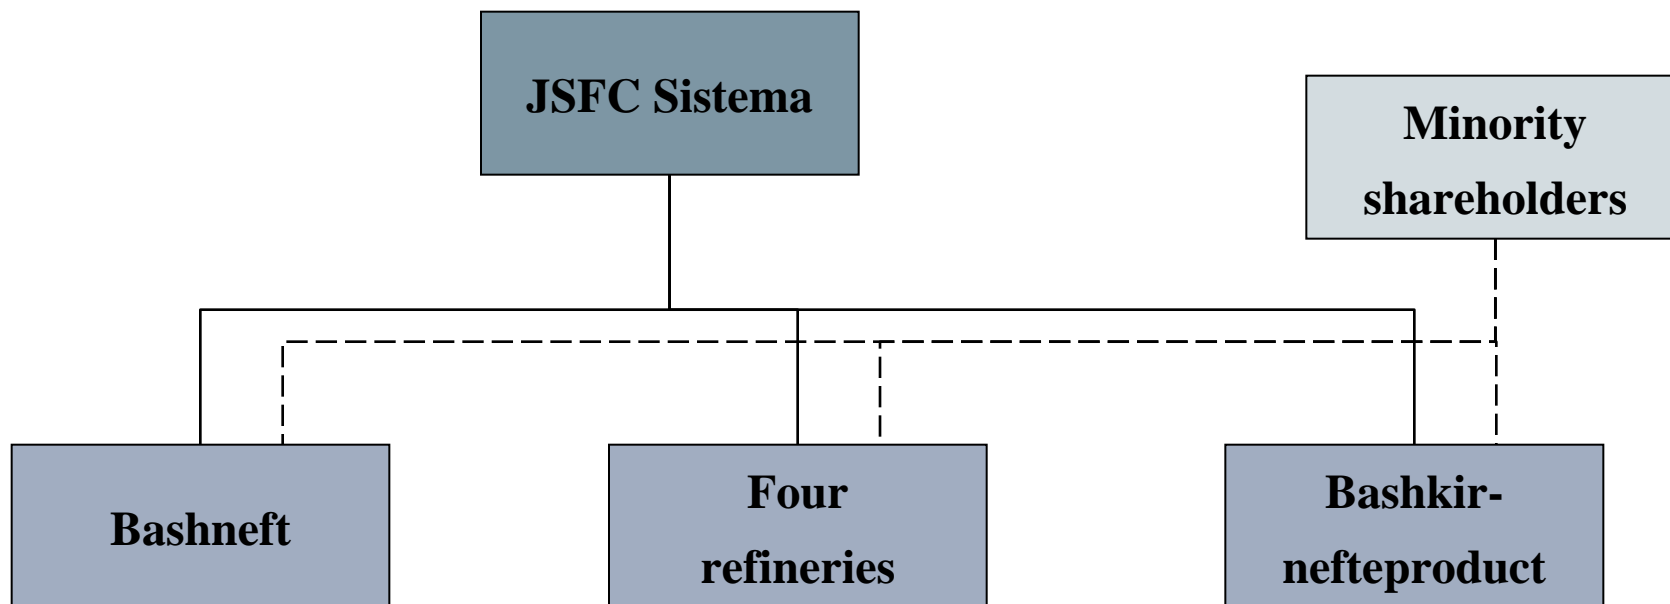 JSFC Sistema
Minority
shareholders
Bashneft
Four
refineries
Bashkir-
nefteproduct